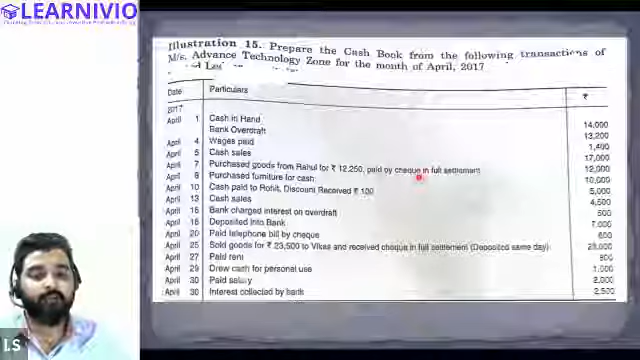 LEARNIVIO
Illustration 15. Prepare the Cash Book from the following transactions of
M/s. Advance Technology Zone for the month of April, 2017
Date Particulars ₹
2017
April 1 Cash in Hand 14,000
Bank Overdraft 13,200
April 4 Wages paid 1,400
April 5 Cash sales 17,000
April 7 Purchased goods from Rahul for ₹ 12,250, paid by cheque in full settlement 12,000
April 8 Purchased furniture for cash 10,000
April 10 Cash paid to Rohit, Discount Received ₹ 100 5,000
April 13 Cash sales 4,500
April Bank charged interest on overdraft 500
April Deposited into Bank 7,000
April 20 Paid telephone bill by cheque 600
April 25 Sold goods for ₹ 23,500 to Vikas and received cheque in full settlement (Deposited same day) 23,000
April 27 Paid rent
April 29 Drew cash for personal use 1,000
April 30 Paid salary 2,000
April 30 Interest collected by bank 2,500